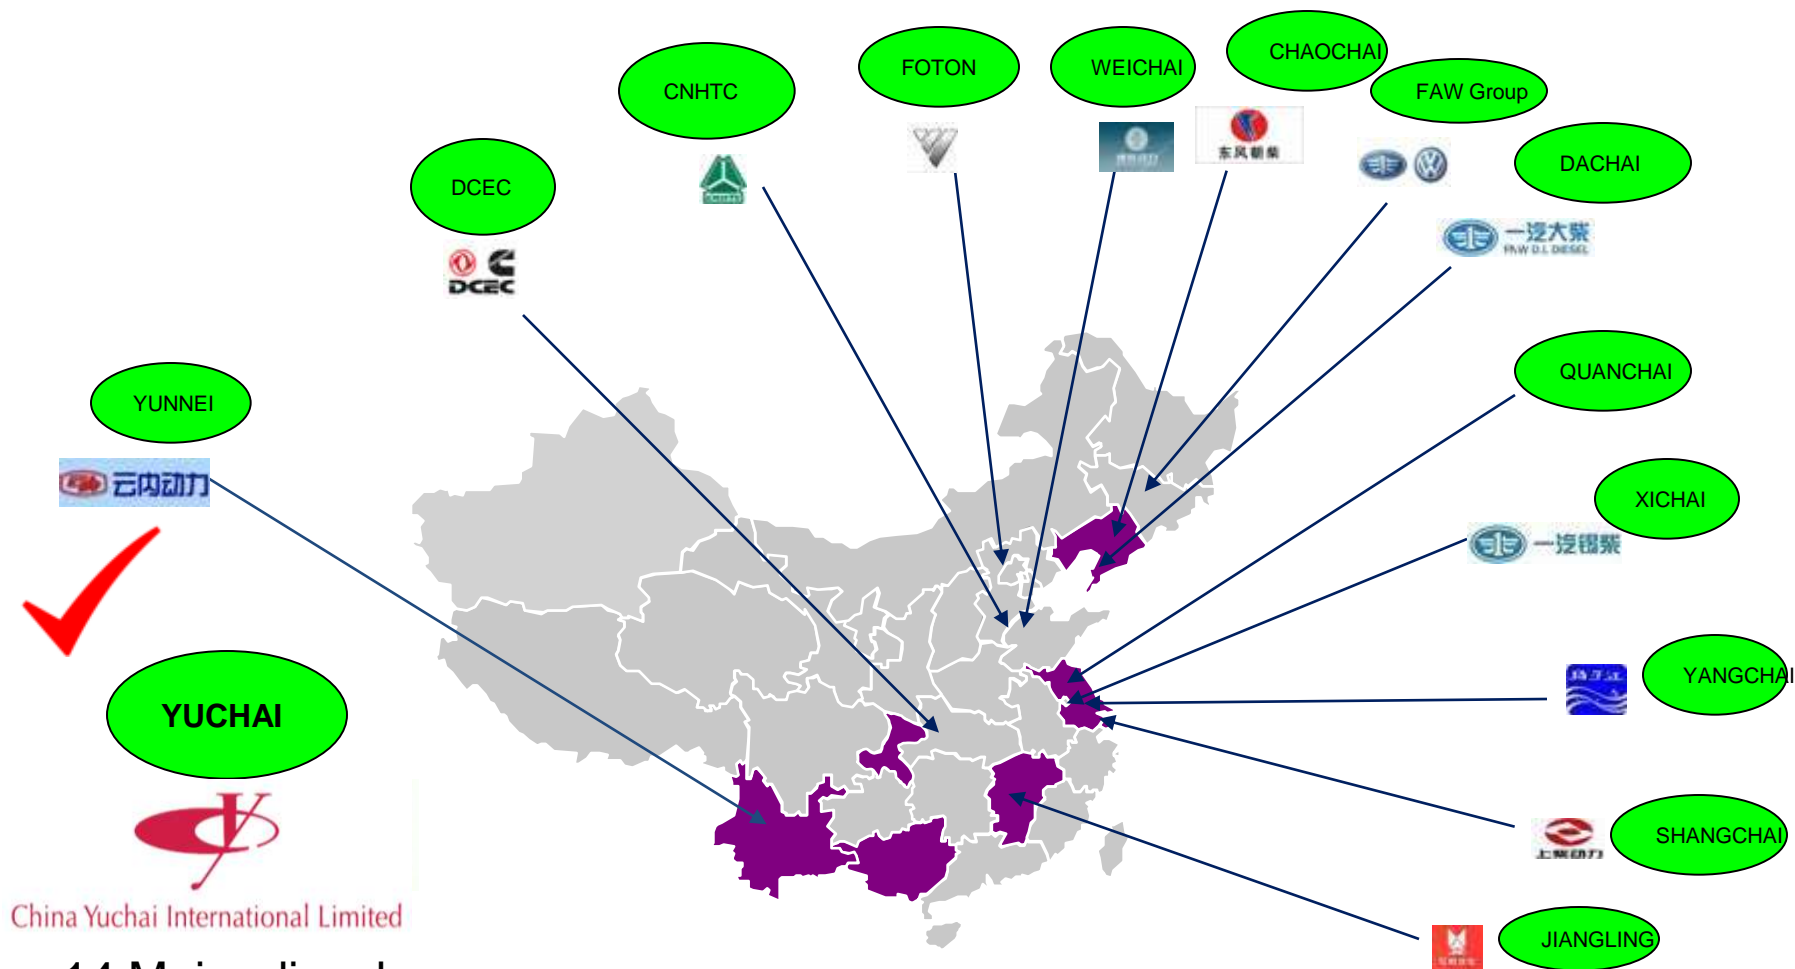 CHAOCHAI
FOTON
WEICHAI
CNHTC
FAW Group
东风朝柴
DACHAI
DCEC
一汽大柴
FAW D.L DIESEL
DCEC
QUANCHAI
YUNNEI
云内动力
XICHAI
一汽锡柴
YANGCHAI
YUCHAI
SHANGCHAI
上柴动力
China Yuchai International Limited
JIANGLING